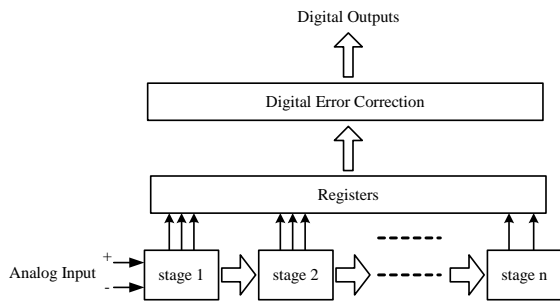 Digital Outputs
Digital Error Correction
Registers
+
Analog Input
-
stage 1
stage 2
stage n